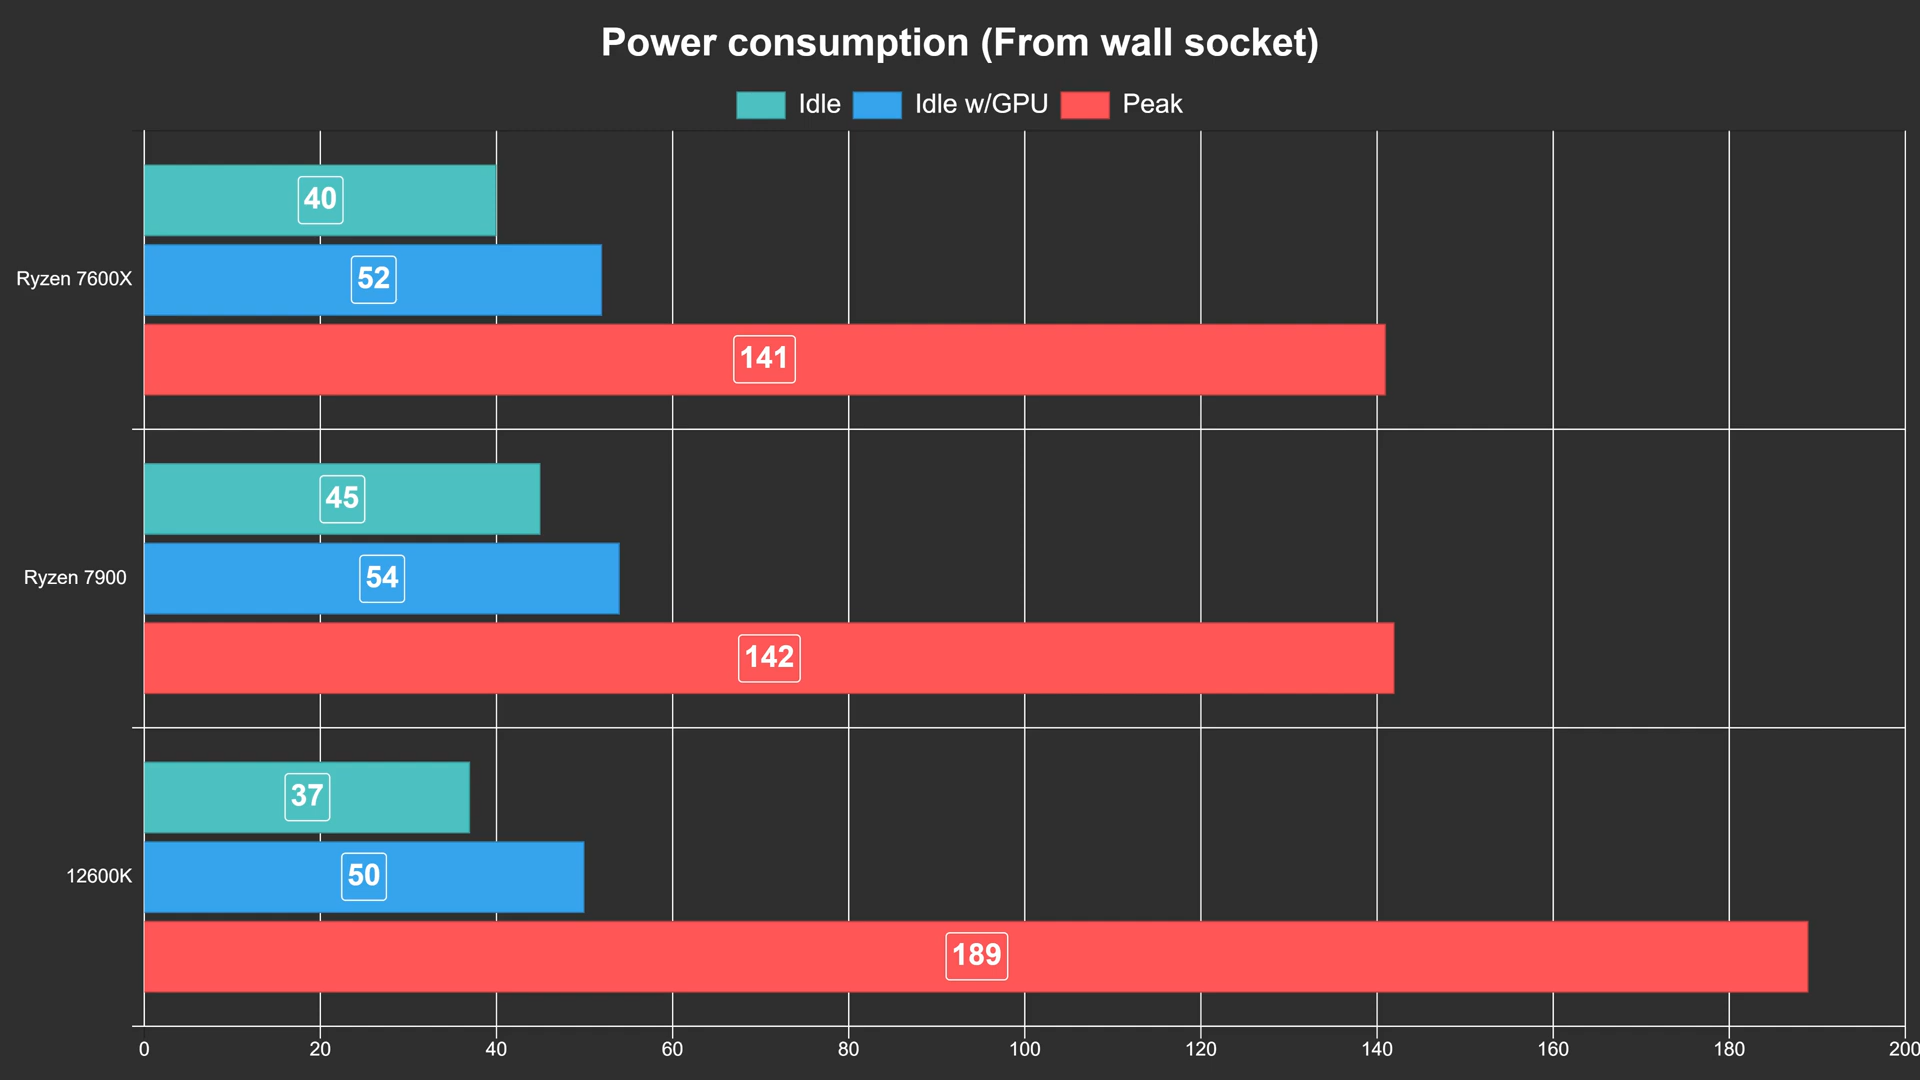 Power consumption (From wall socket)
Idle Idle w/GPU Peak
40
Ryzen 7600X 52
141
45
Ryzen 7900 54
142
37
12600K 50
189
0 20 40 60 80 100 120 140 160 180 200